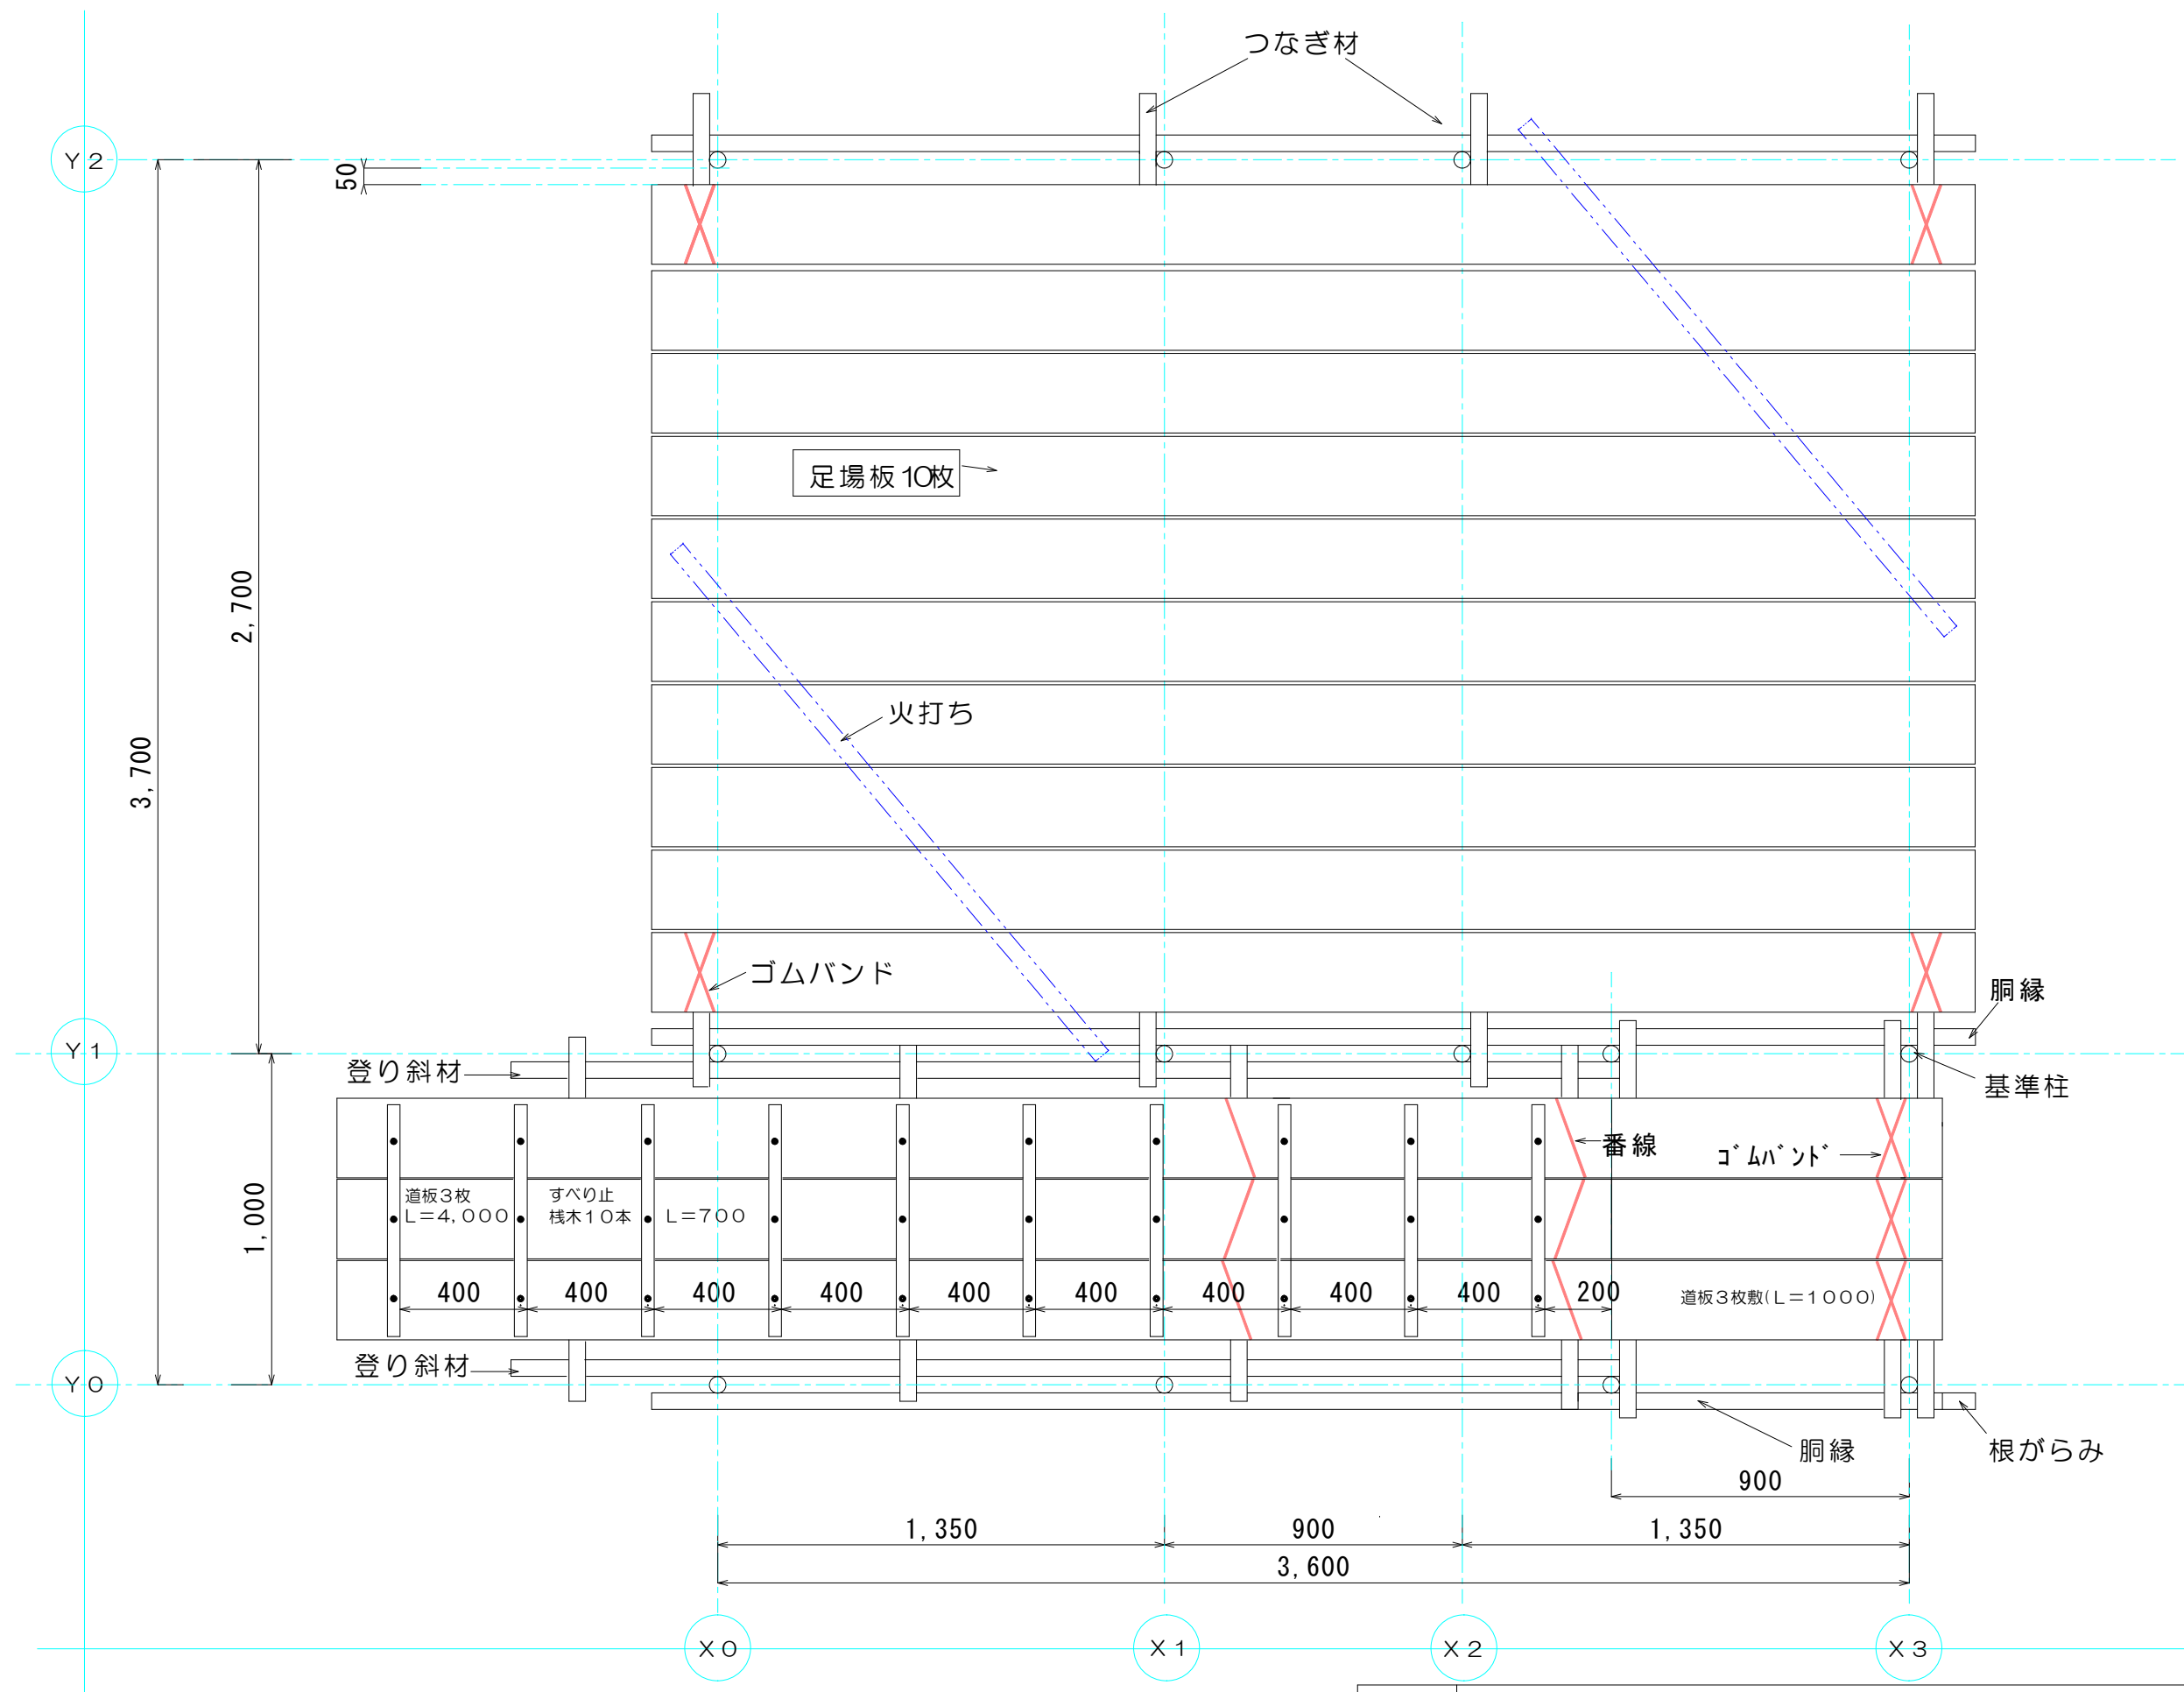 つなぎ材
Y2
50
足場板10枚
2,700
火打ち
3,700
ゴムバンド
胴縁
Y1
登り斜材
基準柱
番線
ｺﾞﾑﾊﾞﾝﾄﾞ
1,000
道板3枚
L=4,000
すべり止
桟木10本
L=700
400
400
400
400
400
400
400
400
400
200
道板3枚敷(L=1000)
登り斜材
Y0
胴縁
根がらみ
900
1,350
900
1,350
3,600
X0
X1
X2
X3